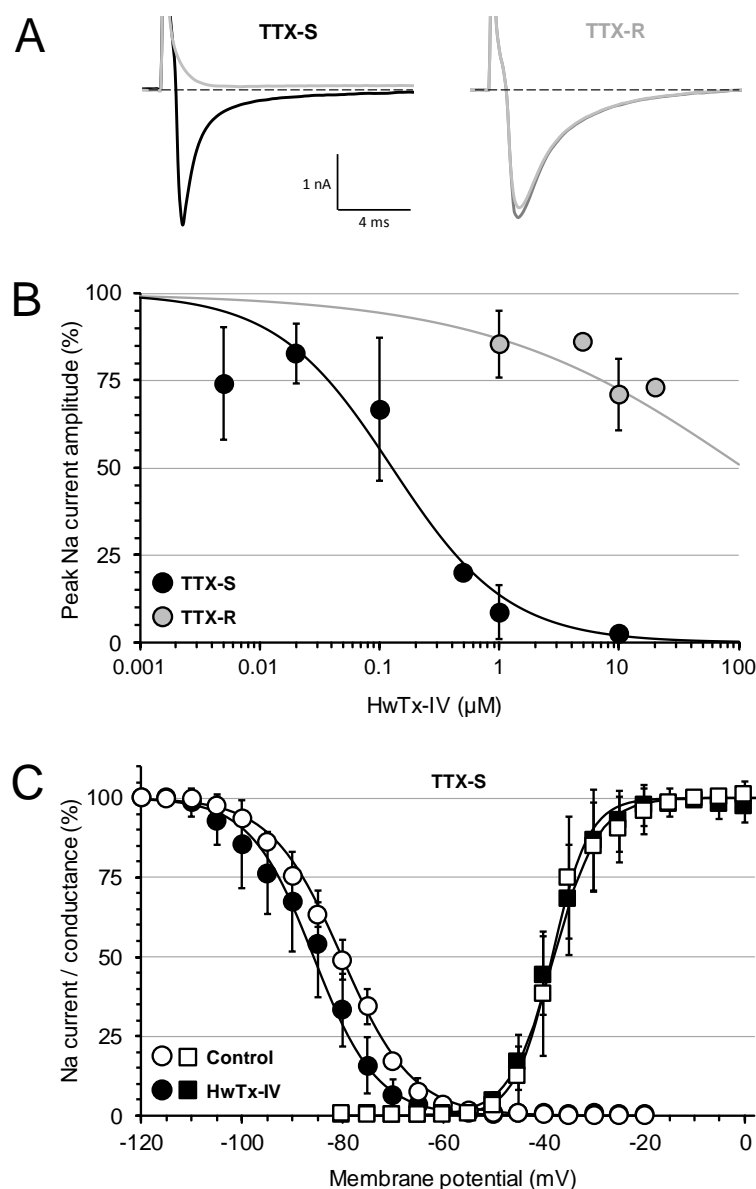 A
TTX-S
TTX-R
1 nA
4 ms
B
Peak Na current amplitude (%)
100
75
50
25
0
TTX-S
TTX-R
0.001 0.01 0.1 1 10 100
HwTx-IV (µM)
C
TTX-S
Na current / conductance (%)
100
75
50
25
0
Control
HwTx-IV
-120 -100 -80 -60 -40 -20 0
Membrane potential (mV)